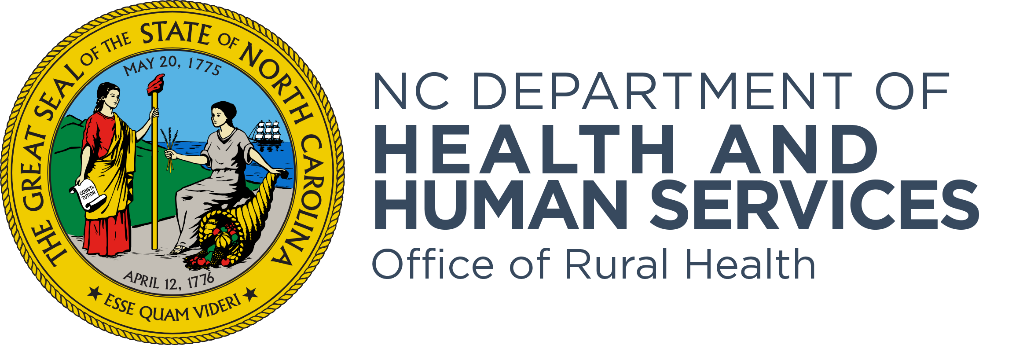 THE GREAT SEAL OF THE STATE OF NORTH CAROLINA
MAY 20, 1775
APRIL 12, 1776
ESSE QUAM VIDERI
NC DEPARTMENT OF
HEALTH AND
HUMAN SERVICES
Office of Rural Health